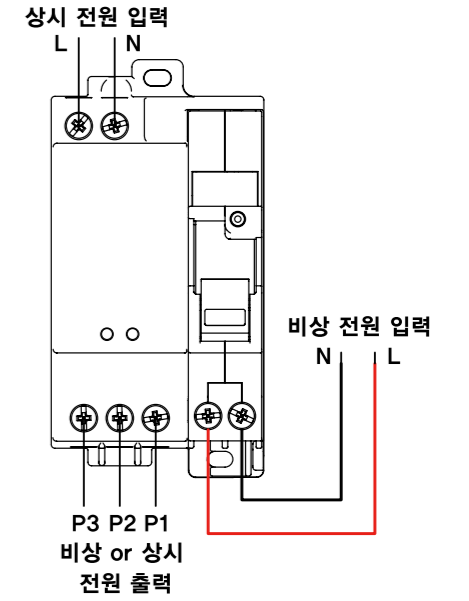 상시 전원 입력
L N
비상 전원 입력
N L
P3 P2 P1
비상 or 상시
전원 출력